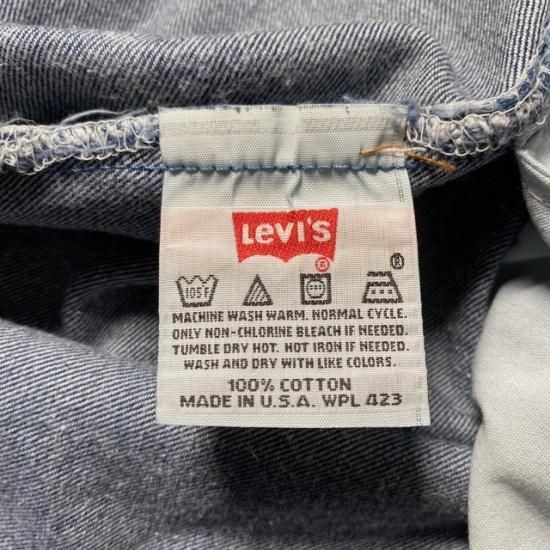 LEVI'S
®
®
105F
MACHINE WASH WARM. NORMAL CYCLE.
ONLY NON-CHLORINE BLEACH IF NEEDED.
TUMBLE DRY HOT. HOT IRON IF NEEDED.
WASH AND DRY WITH LIKE COLORS.
100% COTTON
MADE IN U.S.A. WPL 423